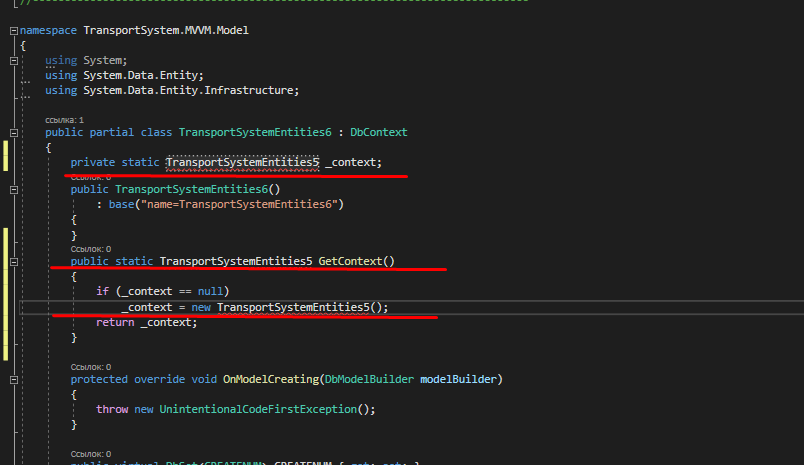 //------------------------------------------------------------------------------
namespace TransportSystem.MVVM.Model
{
using System;
using System.Data.Entity;
using System.Data.Entity.Infrastructure;
ссылка: 1
public partial class TransportSystemEntities6 : DbContext
{
private static TransportSystemEntities5 _context;
Ссылок: 0
public TransportSystemEntities6()
: base("name=TransportSystemEntities6")
{
}
Ссылок: 0
public static TransportSystemEntities5 GetContext()
{
if (_context == null)
_context = new TransportSystemEntities5();
return _context;
}
Ссылок: 0
protected override void OnModelCreating(DbModelBuilder modelBuilder)
{
throw new UnintentionalCodeFirstException();
}
Ссылок: 0
public virtual DbSet<CREATENUM> CREATENUM { get; set; }